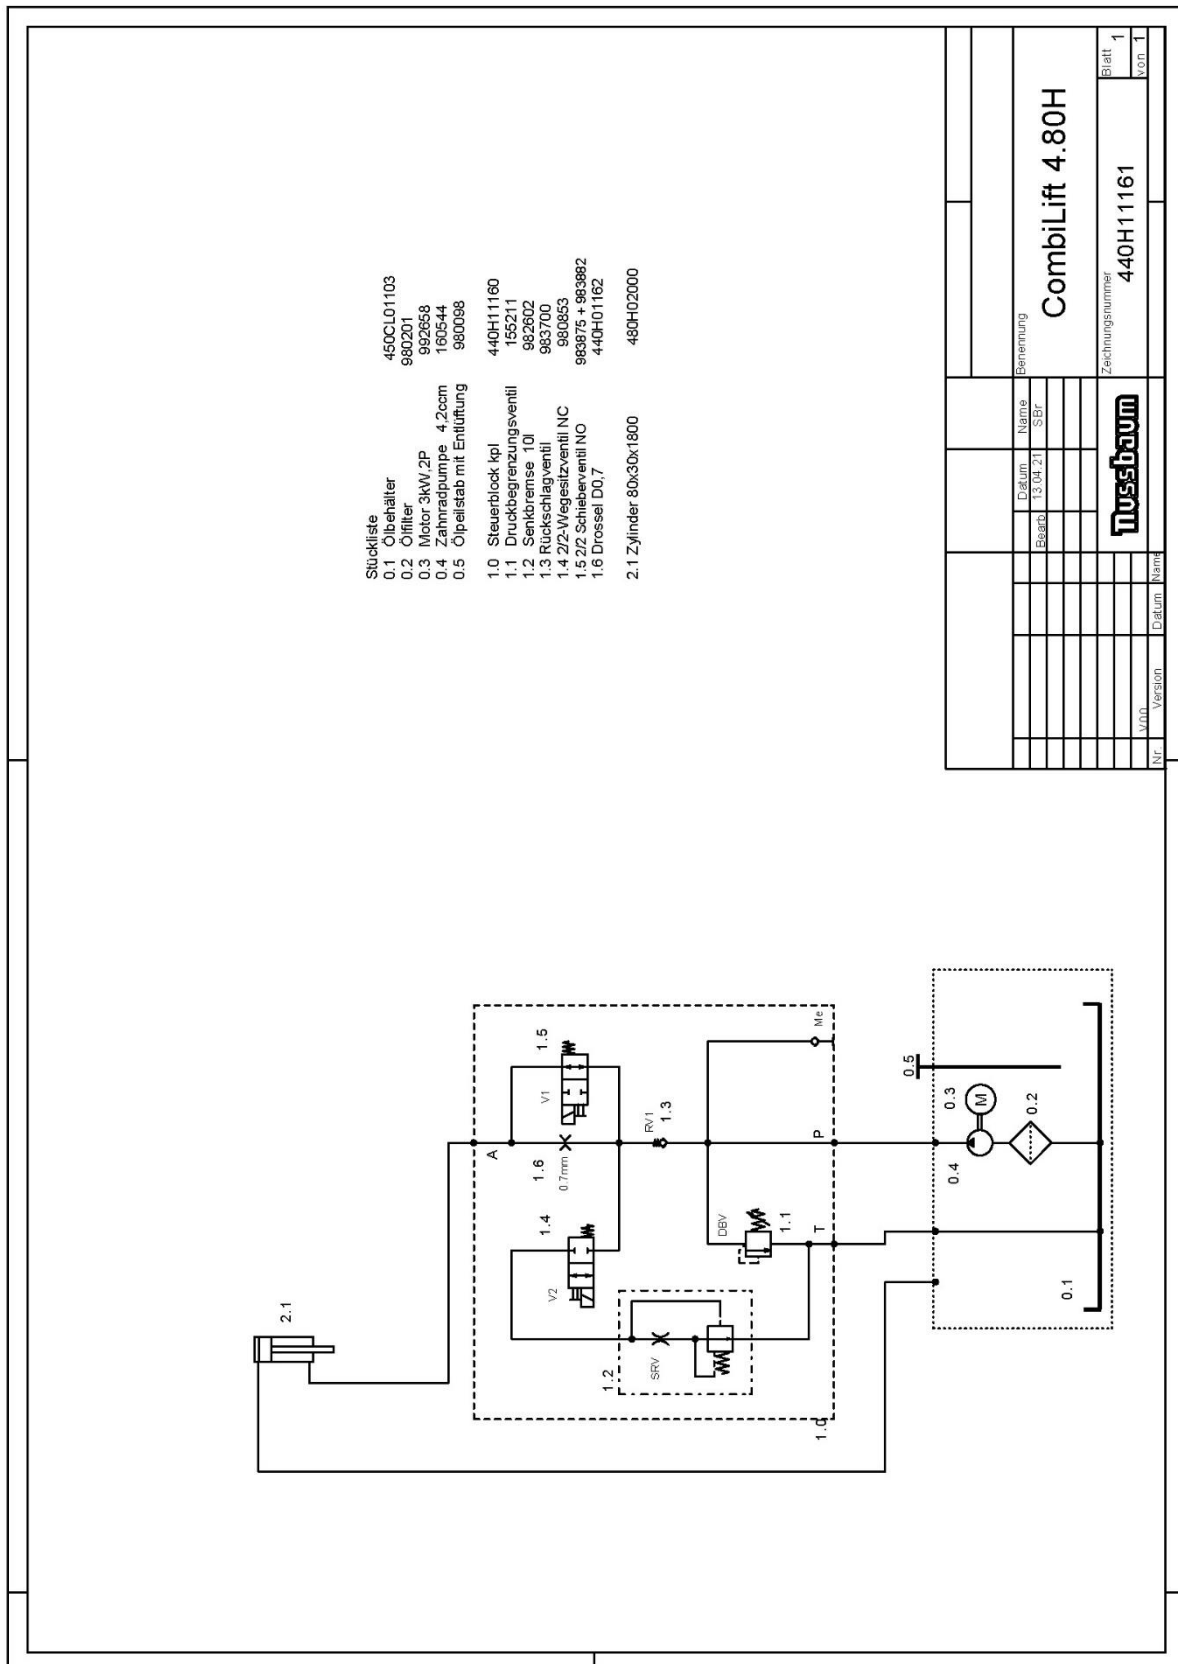 Stückliste
0.1 Ölbehälter 450CL01103
0.2 Ölfilter 980201
0.3 Motor 3kW,2P 992658
0.4 Zahnradpumpe 4,2ccm 160544
0.5 Ölpeilstab mit Entlüftung 980098
1.0 Steuerblock kpl 440H11160
1.1 Druckbegrenzungsventil 155211
1.2 Senkbremse 10l 982602
1.3 Rückschlagventil 983700
1.4 2/2-Wegesitzventil NC 980853
1.5 2/2 Schieberventil NO 983875 + 983882
1.6 Drossel D0,7 440H01162
2.1 Zylinder 80x30x1800 480H02000
2.1
A
1.4
V2
1.6
0.7mm
1.5
V1
1.2
SRV
RV1
1.3
DBV
1.1
T
P
Me
1.0
0.5
0.4
0.3
M
0.2
0.1
Datum Name
Bearb. 13.04.21 SBr
Benennung
CombiLift 4.80H
Nussbaum
Zeichnungsnummer
440H11161
Blatt 1
von 1
V00
Nr. Version Datum Name